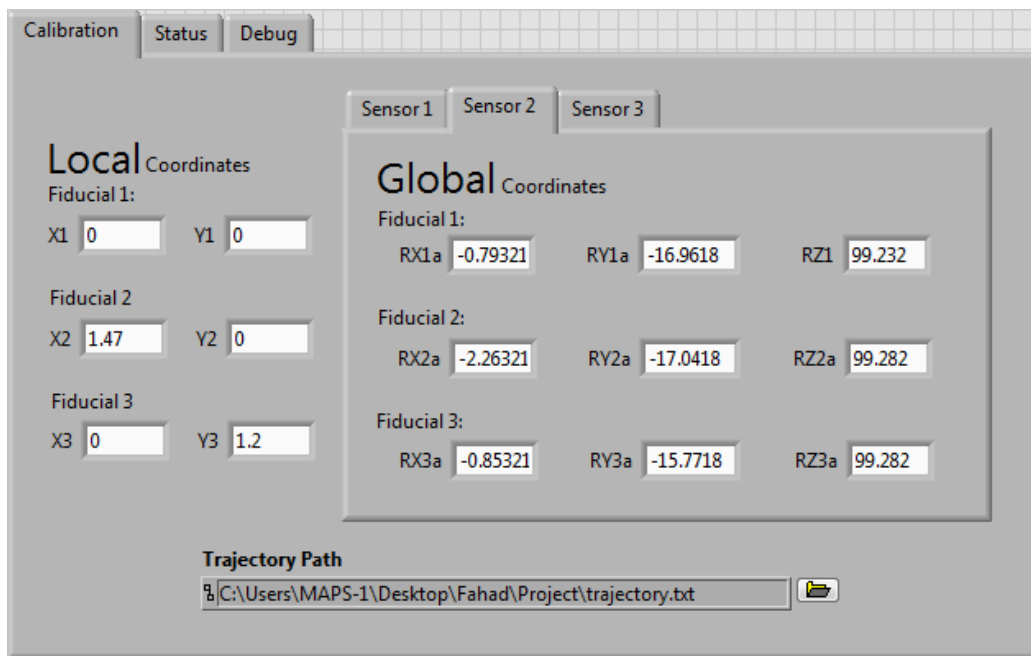 Calibration Status Debug
Sensor 1 Sensor 2 Sensor 3
Local Coordinates
Fiducial 1:
X1 0 Y1 0
Fiducial 2
X2 1.47 Y2 0
Fiducial 3
X3 0 Y3 1.2
Global Coordinates
Fiducial 1:
RX1a -0.79321 RY1a -16.9618 RZ1 99.232
Fiducial 2:
RX2a -2.26321 RY2a -17.0418 RZ2a 99.282
Fiducial 3:
RX3a -0.85321 RY3a -15.7718 RZ3a 99.282
Trajectory Path
C:\Users\MAPS-1\Desktop\Fahad\Project\trajectory.txt